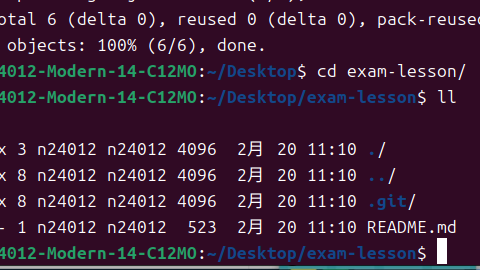 otal 6 (delta 0), reused 0 (delta 0), pack-reused
objects: 100% (6/6), done.
4012-Modern-14-C12MO:~/Desktop$ cd exam-lesson/
4012-Modern-14-C12MO:~/Desktop/exam-lesson$ ll
x 3 n24012 n24012 4096  2月 20 11:10 ./
x 8 n24012 n24012 4096  2月 20 11:10 ../
x 8 n24012 n24012 4096  2月 20 11:10 .git/
- 1 n24012 n24012  523  2月 20 11:10 README.md
4012-Modern-14-C12MO:~/Desktop/exam-lesson$